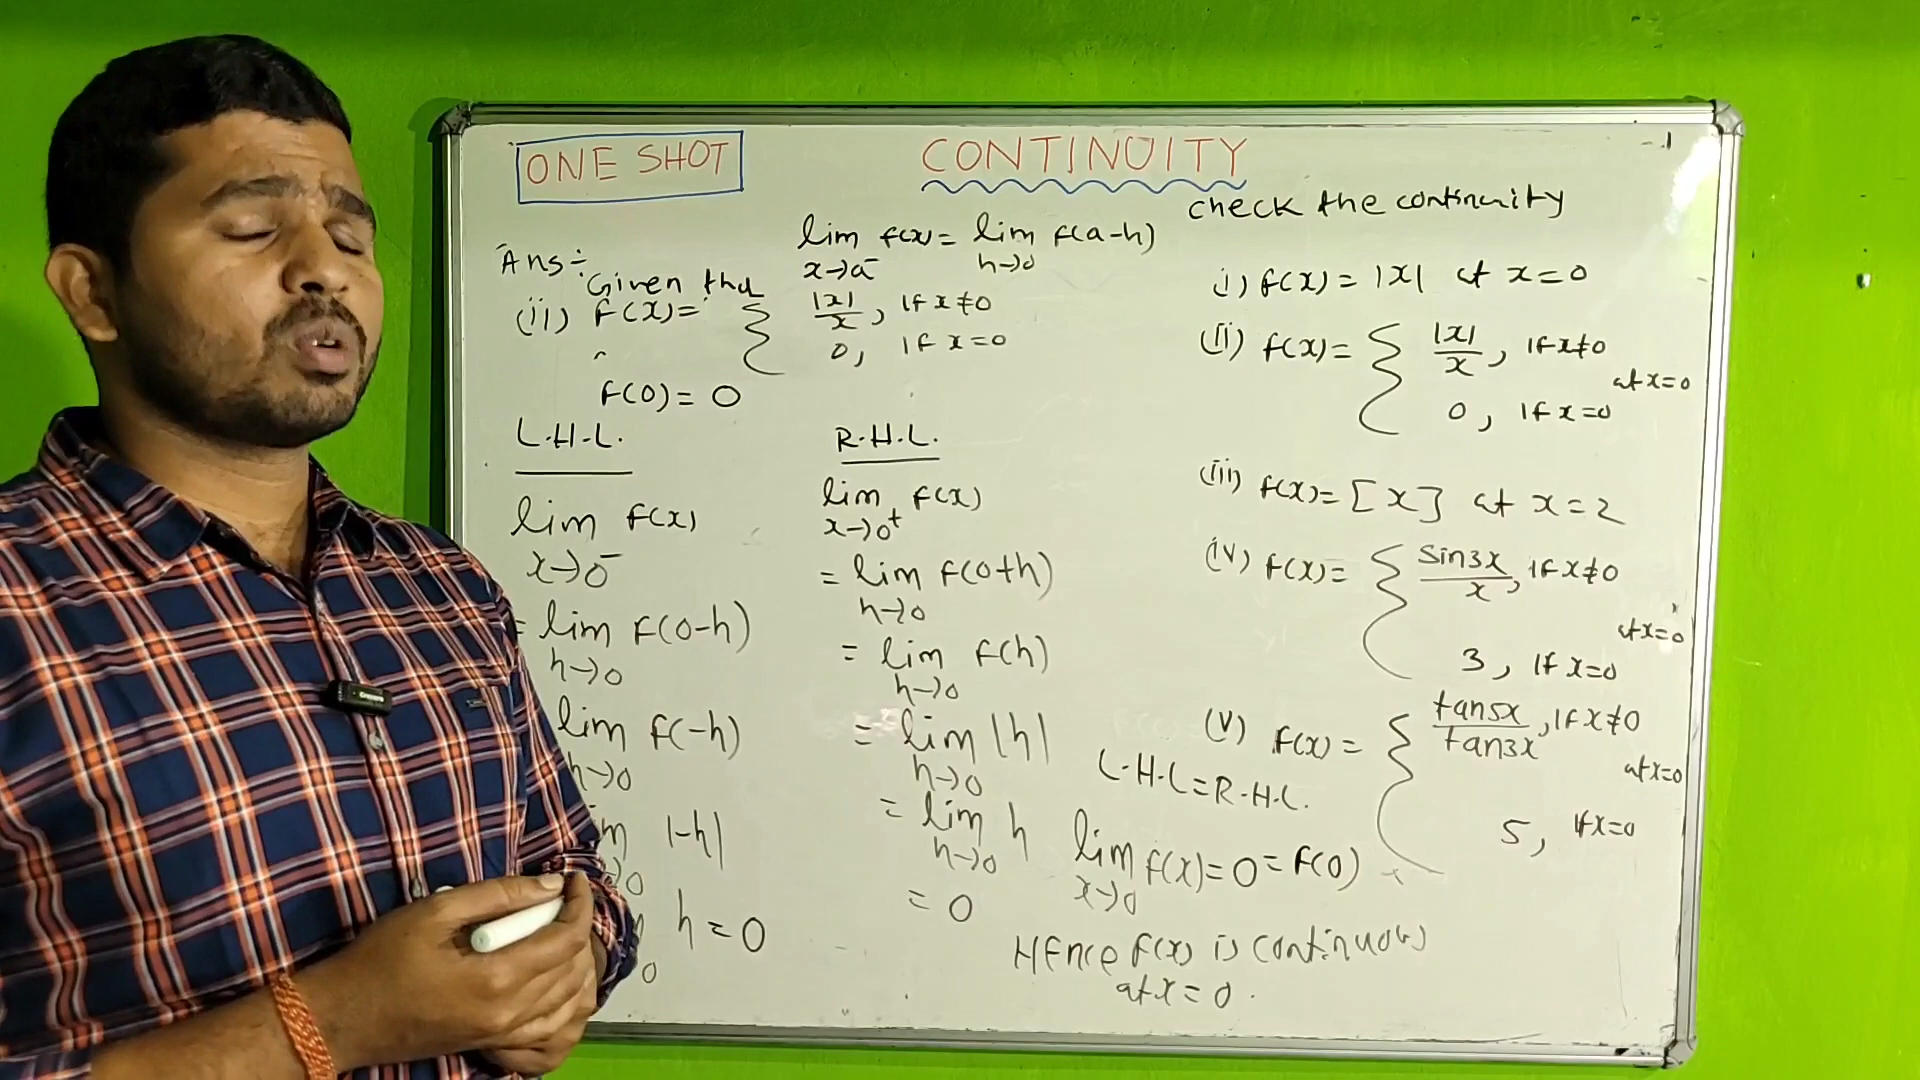 ONE SHOT
CONTINUITY
check the continuity
lim f(x) = lim f(a-h)
x→a⁻ h→0
Ans÷
Given tha
(ii) f(x)= { |x|/x, If x≠0
0, If x=0
f(0) = 0
L.H.L.
lim f(x)
x→0⁻
= lim f(0-h)
h→0
lim f(-h)
h→0
|-h|
→0
h = 0
0
R.H.L.
lim f(x)
x→0⁺
= lim f(0+h)
h→0
= lim f(h)
h→0
= lim |h|
h→0
= lim h
h→0
= 0
L.H.L = R.H.L.
lim f(x) = 0 = f(0)
x→0
Hence f(x) is continuous
at x = 0.
i) f(x) = |x| at x=0
(ii) f(x) = { |x|/x, If x≠0
at x=0
0, If x=0
(iii) f(x) = [x] at x=2
(iv) f(x) = { sin3x/x, If x≠0
at x=0
3, If x=0
(v) f(x) = { tan5x/tan3x, If x≠0
at x=0
5, If x=0